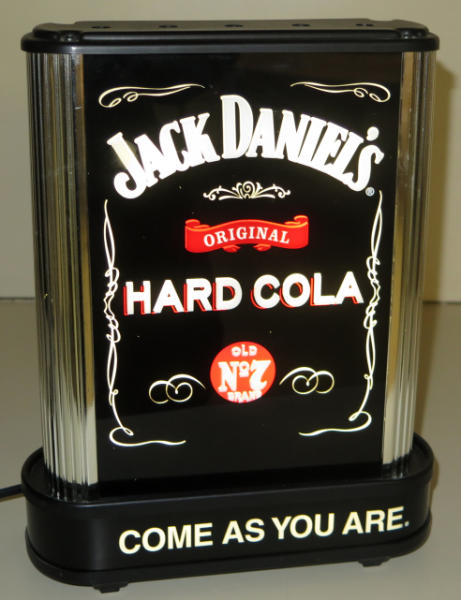 JACK DANIEL'S®
ORIGINAL
HARD COLA
OLD
Nº7
BRAND
COME AS YOU ARE.